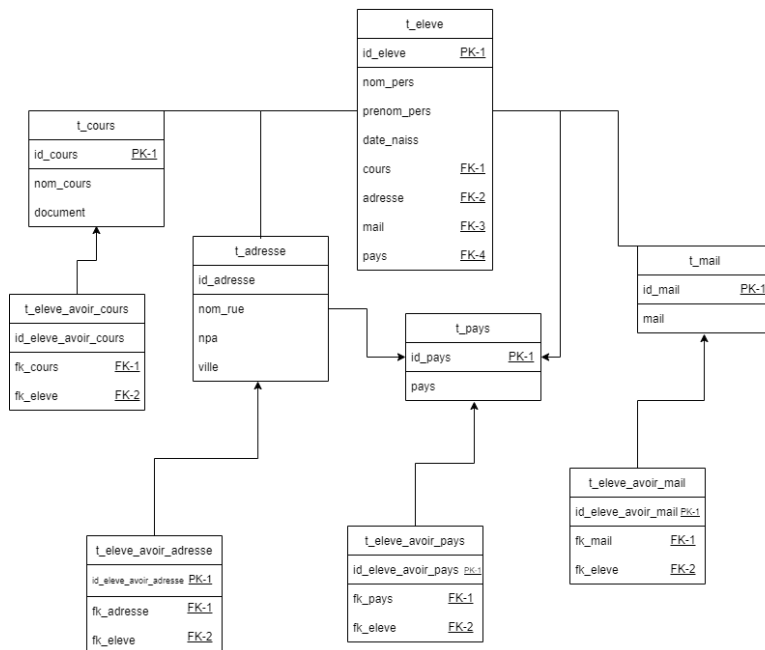 t_eleve
id_eleve PK-1
nom_pers
prenom_pers
date_naiss
cours FK-1
adresse FK-2
mail FK-3
pays FK-4
t_cours
id_cours PK-1
nom_cours
document
t_adresse
id_adresse
nom_rue
npa
ville
t_mail
id_mail PK-1
mail
t_eleve_avoir_cours
id_eleve_avoir_cours
fk_cours FK-1
fk_eleve FK-2
t_pays
id_pays PK-1
pays
t_eleve_avoir_mail
id_eleve_avoir_mail PK-1
fk_mail FK-1
fk_eleve FK-2
t_eleve_avoir_adresse
id_eleve_avoir_adresse PK-1
fk_adresse FK-1
fk_eleve FK-2
t_eleve_avoir_pays
id_eleve_avoir_pays PK-1
fk_pays FK-1
fk_eleve FK-2